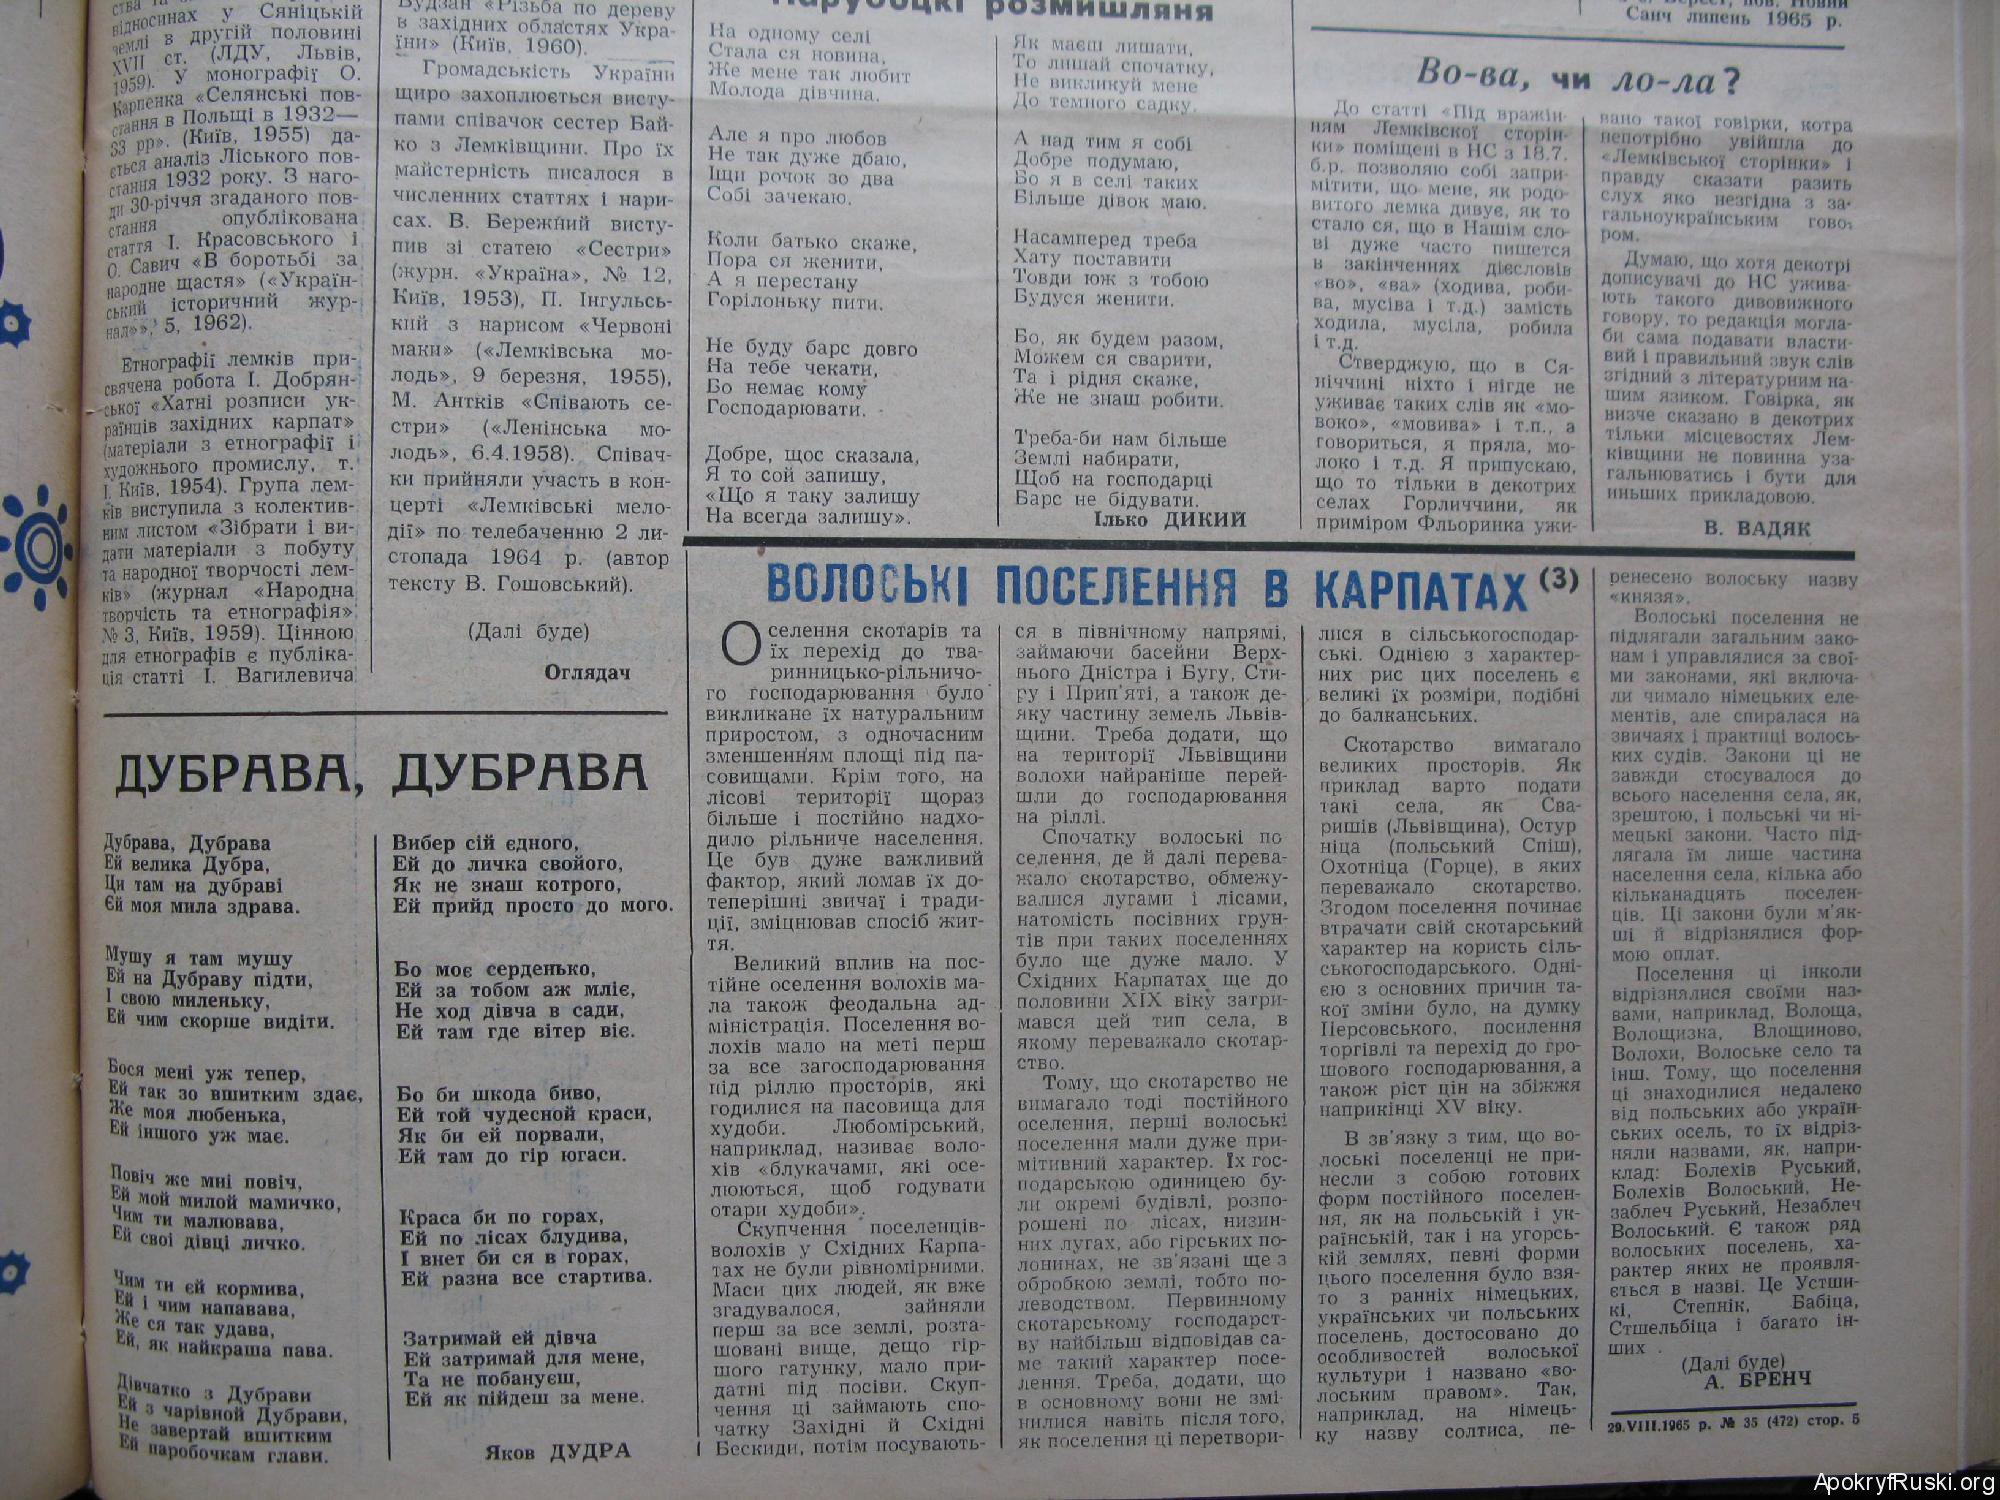 ства та
відносинах у Сяніцькій
землі в другій половині
XVII ст. (ЛДУ, Львів,
1959). У монографії О.
Карпенка «Селянські пов-
стання в Польщі в 1932—
33 рр». (Київ, 1955) да-
ється аналіз Ліського пов-
стання 1932 року. З наго-
ди 30-річчя згаданого пов-
стання опублікована
стаття І. Красовського і
О. Савич «В боротьбі за
народне щастя» («Україн-
ський історичний жур-
нал»», 5, 1962).
Етнографії лемків при-
свячена робота І. Добрян-
ської «Хатні розписи ук-
раїнців західних карпат»
(матеріали з етнографії і
художнього промислу, т.
І. Київ, 1954). Група лем-
ків виступила з колектив-
ним листом «Зібрати і ви-
дати матеріали з побуту
та народної творчості лем-
ків» (журнал «Народна
творчість та етнографія»
№ 3, Київ, 1959). Цінною
для етнографів є публіка-
ція статті І. Вагилевича
Будзан «Різьба по дереву
в західних областях Укра-
їни» (Київ, 1960).
Громадськість України
щиро захоплюється висту-
пами співачок сестер Бай-
ко з Лемківщини. Про їх
майстерність писалося в
численних статтях і нари-
сах. В. Бережний висту-
пив зі статею «Сестри»
(журн. «Україна», № 12,
Київ, 1953), П. Інгульсь-
кий з нарисом «Червоні
маки» («Лемківська мо-
лодь», 9 березня, 1955),
М. Антків «Співають се-
стри» («Ленінська мо-
лодь», 6.4.1958). Співач-
ки прийняли участь в кон-
церті «Лемківські мело-
дії» по телебаченню 2 ли-
стопада 1964 р. (автор
тексту В. Гошовський).
(Далі буде)
Оглядач
ДУБРАВА, ДУБРАВА
Дубрава, Дубрава
Ей велика Дубра,
Ци там на дубраві
Єй моя мила здрава.
Мушу я там мушу
Ей на Дубраву підти,
І свою миленьку,
Ей чим скорше видіти.
Бося мені уж тепер,
Ей так зо вшитким здає,
Же моя любенька,
Ей іншого уж має.
Повіч же мні повіч,
Ей мой милой мамичко,
Чим ти малювава,
Ей свої дівці личко.
Чим ти єй кормива,
Ей і чим напавава,
Же ся так удава,
Ей, як найкраша пава.
Дівчатко з Дубрави
Ей з чарівной Дубрави,
Не завертай вшитким
Ей паробочкам глави.
Вибер сій єдного,
Ей до личка свойого,
Як не знаш котрого,
Ей прийд просто до мого.
Бо моє серденько,
Ей за тобом аж мліє,
Не ход дівча в сади,
Ей там где вітер віє.
Бо би шкода биво,
Ей той чудесной краси,
Як би ей порвали,
Ей там до гір югаси.
Краса би по горах,
Ей по лісах блудива,
І внет би ся в горах,
Ей разна все стартива.
Затримай ей дівча
Ей затримай для мене,
Та не побануєш,
Ей як пійдеш за мене.
Яков ДУДРА
Парубоцкі розмишляня
На одному селі
Стала ся новина,
Же мене так любит
Молода дівчина.
Але я про любов
Не так дуже дбаю,
Іщи рочок зо два
Собі зачекаю.
Коли батько скаже,
Пора ся женити,
А я перестану
Горілоньку пити.
Не буду барс довго
На тебе чекати,
Бо немає кому
Господарювати.
Добре, щос сказала,
Я то сой запишу,
«Що я таку залишу
На всегда залишу».
Як маєш лишати,
То лишай спочатку,
Не викликуй мене
До темного садку.
А над тим я собі
Добре подумаю,
Бо я в селі таких
Більше дівок маю.
Насамперед треба
Хату поставити
Товди юж з тобою
Будуся женити.
Бо, як будем разом,
Можем ся сварити,
Та і рідня скаже,
Же не знаш робити.
Треба-би нам більше
Землі набирати,
Щоб на господарці
Барс не бідувати.
Ілько ДИКИЙ
Санч липень 1965 р.
Во-ва, чи ло-ла?
До статті «Під вражін-
ням Лемківскої сторін-
ки» поміщені в НС з 18.7.
б.р. позволяю собі запри-
мітити, що мене, як родо-
витого лемка дивує, як то
стало ся, що в Нашім сло-
ві дуже часто пишется
в закінченнях дієсловів
«во», «ва» (ходива, роби-
ва, мусіва і т.д.) замість
ходила, мусіла, робила
і т.д.
Стверджую, що в Ся-
ніччині ніхто і нігде не
уживає таких слів як «мо-
воко», «мовива» і т.п., а
говориться, я пряла, мо-
локо і т.д. Я припускаю,
що то тільки в декотрих
селах Горличчини, як
приміром Фльоринка ужи-
вано такої говірки, котра
непотрібно увійшла до
«Лемківської сторінки» і
правду сказати разить
слух яко незгідна з за-
гальноукраїнським гово-
ром.
Думаю, що хотя декотрі
дописувачі до НС ужива-
ють такого дивовижного
говору, то редакція могла-
би сама подавати власти-
вий і правильний звук слів
згідний з літературним на-
шим язиком. Говірка, як
визче сказано в декотрих
тільки місцевостях Лем-
ківщини не повинна уза-
гальнюватись і бути для
иньших прикладовою.
В. ВАДЯК
ВОЛОСЬКІ ПОСЕЛЕННЯ В КАРПАТАХ (3)
Оселення скотарів та
їх перехід до тва-
ринницько-рільничо-
го господарювання було
викликане їх натуральним
приростом, з одночасним
зменшенням площі під па-
совищами. Крім того, на
лісові території щораз
більше і постійно надхо-
дило рільниче населення.
Це був дуже важливий
фактор, який ломав їх до-
теперішні звичаї і тради-
ції, зміцнював спосіб жит-
тя.
Великий вплив на пос-
тійне оселення волохів ма-
ла також феодальна ад-
міністрація. Поселення во-
лохів мало на меті перш
за все загосподарювання
під ріллю просторів, які
годилися на пасовища для
худоби. Любомірський,
наприклад, називає воло-
хів «блукачами, які осе-
люються, щоб годувати
отари худоби».
Скупчення поселенців-
волохів у Східних Карпа-
тах не були рівномірними.
Маси цих людей, як вже
згадувалося, зайняли
перш за все землі, розта-
шовані вище, дещо гір-
шого гатунку, мало при-
датні під посіви. Скуп-
чення ці займають спо-
чатку Західні й Східні
Бескиди, потім посувають-
ся в північному напрямі,
займаючи басейни Верх-
нього Дністра і Бугу, Сти-
ру і Прип'яті, а також де-
яку частину земель Львів-
щини. Треба додати, що
на території Львівщини
волохи найраніше перей-
шли до господарювання
на ріллі.
Спочатку волоські по
селення, де й далі перева-
жало скотарство, обмежу-
валися лугами і лісами,
натомість посівних грун-
тів при таких поселеннях
було ще дуже мало. У
Східних Карпатах ще до
половини XIX віку затри-
мався цей тип села, в
якому переважало скотар-
ство.
Тому, що скотарство не
вимагало тоді постійного
оселення, перші волоські
поселення мали дуже при-
мітивний характер. Їх гос-
подарською одиницею бу-
ли окремі будівлі, розпо-
рошені по лісах, низин-
них лугах, або гірських по-
лонинах, не зв'язані ще з
обробкою землі, тобто по-
леводством. Первинному
скотарському господарст-
ву найбільш відповідав са-
ме такий характер посе-
лення. Треба, додати, що
в основному вони не змі-
нилися навіть після того,
як поселення ці перетвори-
лися в сільськогосподар-
ські. Однією з характер-
них рис цих поселень є
великі їх розміри, подібні
до балканських.
Скотарство вимагало
великих просторів. Як
приклад варто подати
такі села, як Сва-
ришів (Львівщина), Остур
ніца (польський Спіш),
Охотніца (Горце), в яких
переважало скотарство.
Згодом поселення починає
втрачати свій скотарський
характер на користь сіль-
ськогосподарського. Одні-
єю з основних причин та-
кої зміни було, на думку
Персовського, посилення
торгівлі та перехід до гро-
шового господарювання, а
також ріст цін на збіжжя
наприкінці XV віку.
В зв'язку з тим, що во-
лоські поселенці не при-
несли з собою готових
форм постійного поселен-
ня, як на польській і ук-
раїнській, так і на угорсь-
кій землях, певні форми
цього поселення було взя-
то з ранніх німецьких,
українських чи польських
поселень, достосовано до
особливостей волоської
культури і названо «во-
лоським правом». Так,
наприклад, на німець-
ку назву солтиса, пе-
ренесено волоську назву
«князя».
Волоські поселення не
підлягали загальним зако-
нам і управлялися за свої-
ми законами, які включа-
ли чимало німецьких еле-
ментів, але спиралася на
звичаях і практиці волось-
ких судів. Закони ці не
завжди стосувалося до
всього населення села, як,
зрештою, і польські чи ні-
мецькі закони. Часто під-
лягала їм лише частина
населення села, кілька або
кільканадцять поселен-
ців. Ці закони були м'як-
ші й відрізнялися фор-
мою оплат.
Поселення ці інколи
відрізнялися своїми наз-
вами, наприклад, Волоща,
Волощизна, Влощиново,
Волохи, Волоське село та
інш. Тому, що поселення
ці знаходилися недалеко
від польських або україн-
ських осель, то їх відріз-
няли назвами, як, напри-
клад: Болехів Руський,
Болехів Волоський, Не-
заблеч Руський, Незаблеч
Волоський. Є також ряд
волоських поселень, ха-
рактер яких не проявля-
ється в назві. Це Устши-
кі, Степнік, Бабіца,
Стшельбіца і багато ін-
ших .
(Далі буде)
А. БРЕНЧ
29.VIII.1965 р. № 35 (472) стор. 5
ApokryfRuski.org